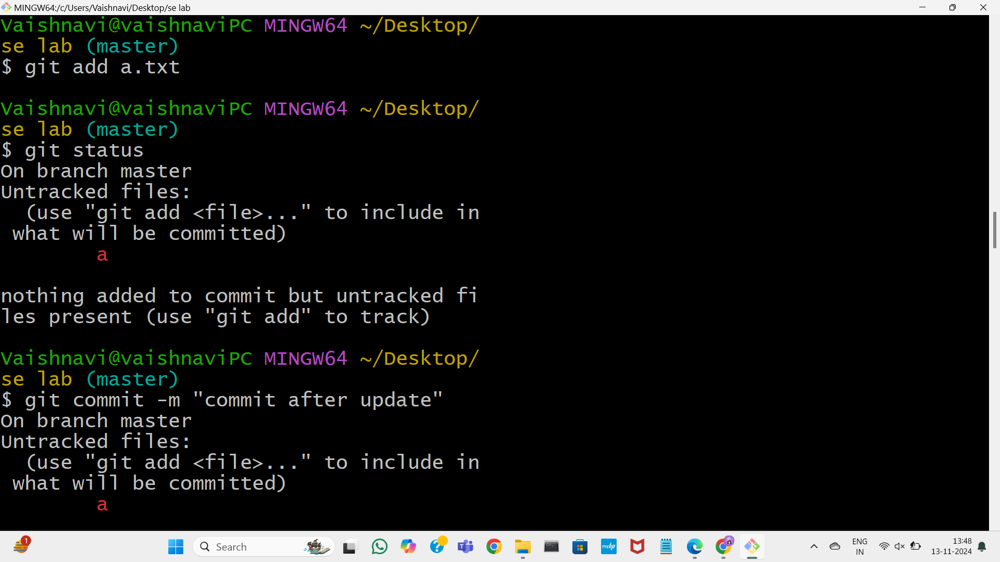 MINGW64:/c/Users/Vaishnavi/Desktop/se lab
Vaishnavi@vaishnaviPC MINGW64 ~/Desktop/
se lab (master)
$ git add a.txt
Vaishnavi@vaishnaviPC MINGW64 ~/Desktop/
se lab (master)
$ git status
On branch master
Untracked files:
  (use "git add <file>..." to include in
 what will be committed)
        a
nothing added to commit but untracked fi
les present (use "git add" to track)
Vaishnavi@vaishnaviPC MINGW64 ~/Desktop/
se lab (master)
$ git commit -m "commit after update"
On branch master
Untracked files:
  (use "git add <file>..." to include in
 what will be committed)
        a
1
Search
myhp
ENG
IN
13:48
13-11-2024